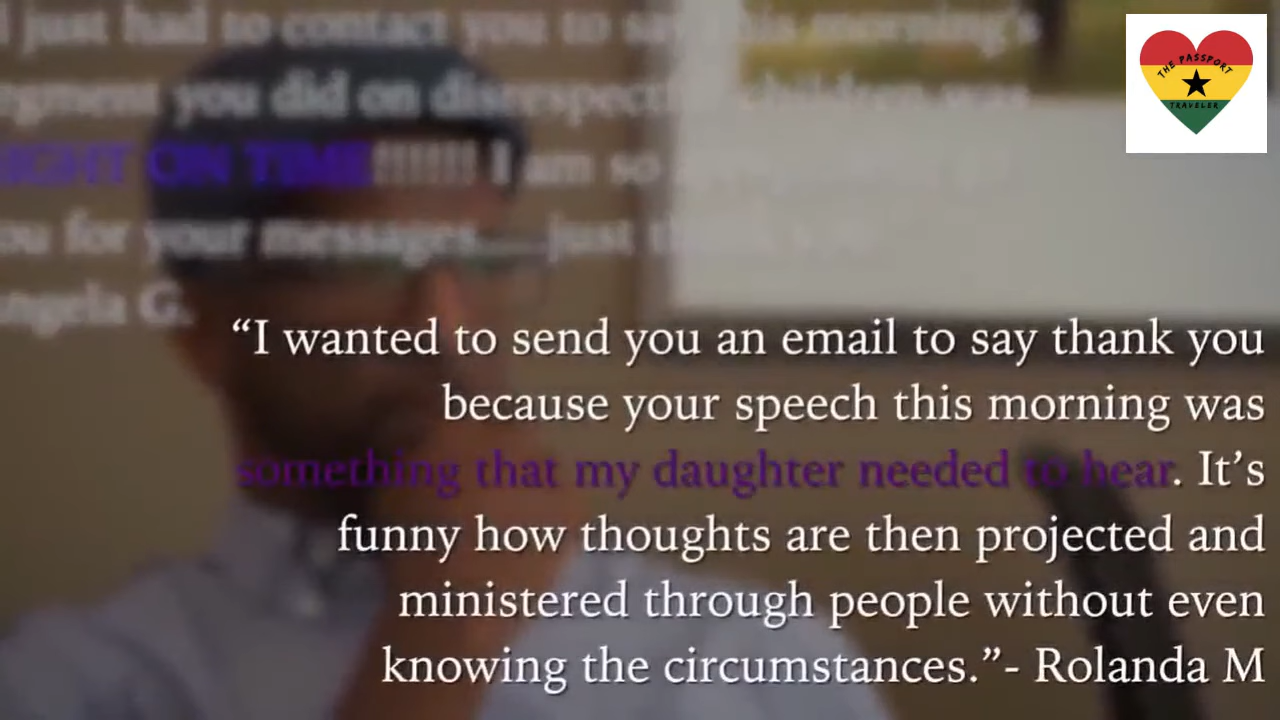 I just had to contact you to say this morning's
segment you did on disrespectful children was
RIGHT ON TIME!!!!!!! I am so
you for your messages.....just
Angela G.
THE PASSPORT
TRAVELER
“I wanted to send you an email to say thank you
because your speech this morning was
something that my daughter needed to hear. It’s
funny how thoughts are then projected and
ministered through people without even
knowing the circumstances.”- Rolanda M